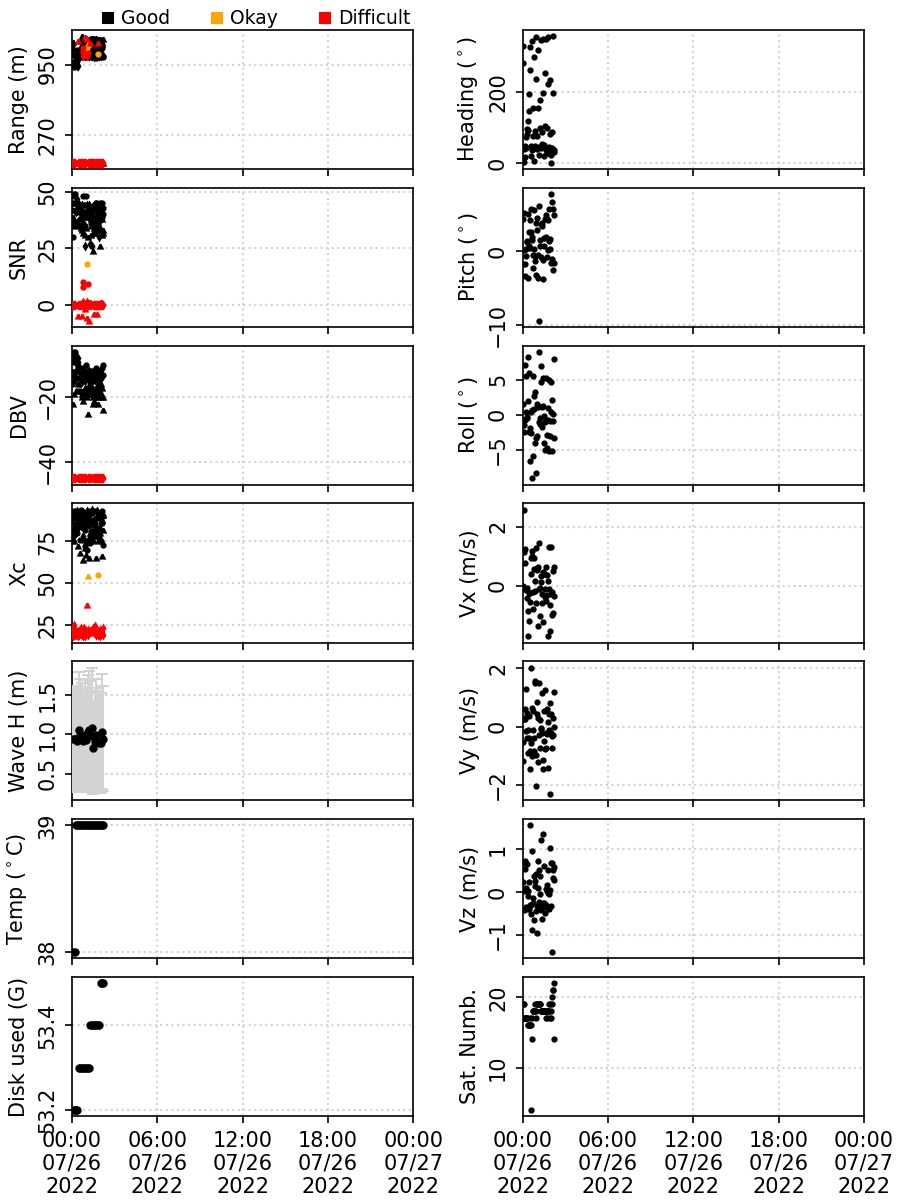 Good Okay Difficult
Range (m)
950
270
Heading (°)
200
0
SNR
50
25
0
Pitch (°)
0
−10
DBV
−20
−40
Roll (°)
5
0
−5
Xc
75
50
25
Vx (m/s)
2
0
Wave H (m)
1.5
1.0
0.5
Vy (m/s)
2
0
−2
Temp (°C)
39
38
Vz (m/s)
1
0
−1
Disk used (G)
53.4
53.2
Sat. Numb.
20
10
00:00 06:00 12:00 18:00 00:00
07/26 07/26 07/26 07/26 07/27
2022 2022 2022 2022 2022
00:00 06:00 12:00 18:00 00:00
07/26 07/26 07/26 07/26 07/27
2022 2022 2022 2022 2022